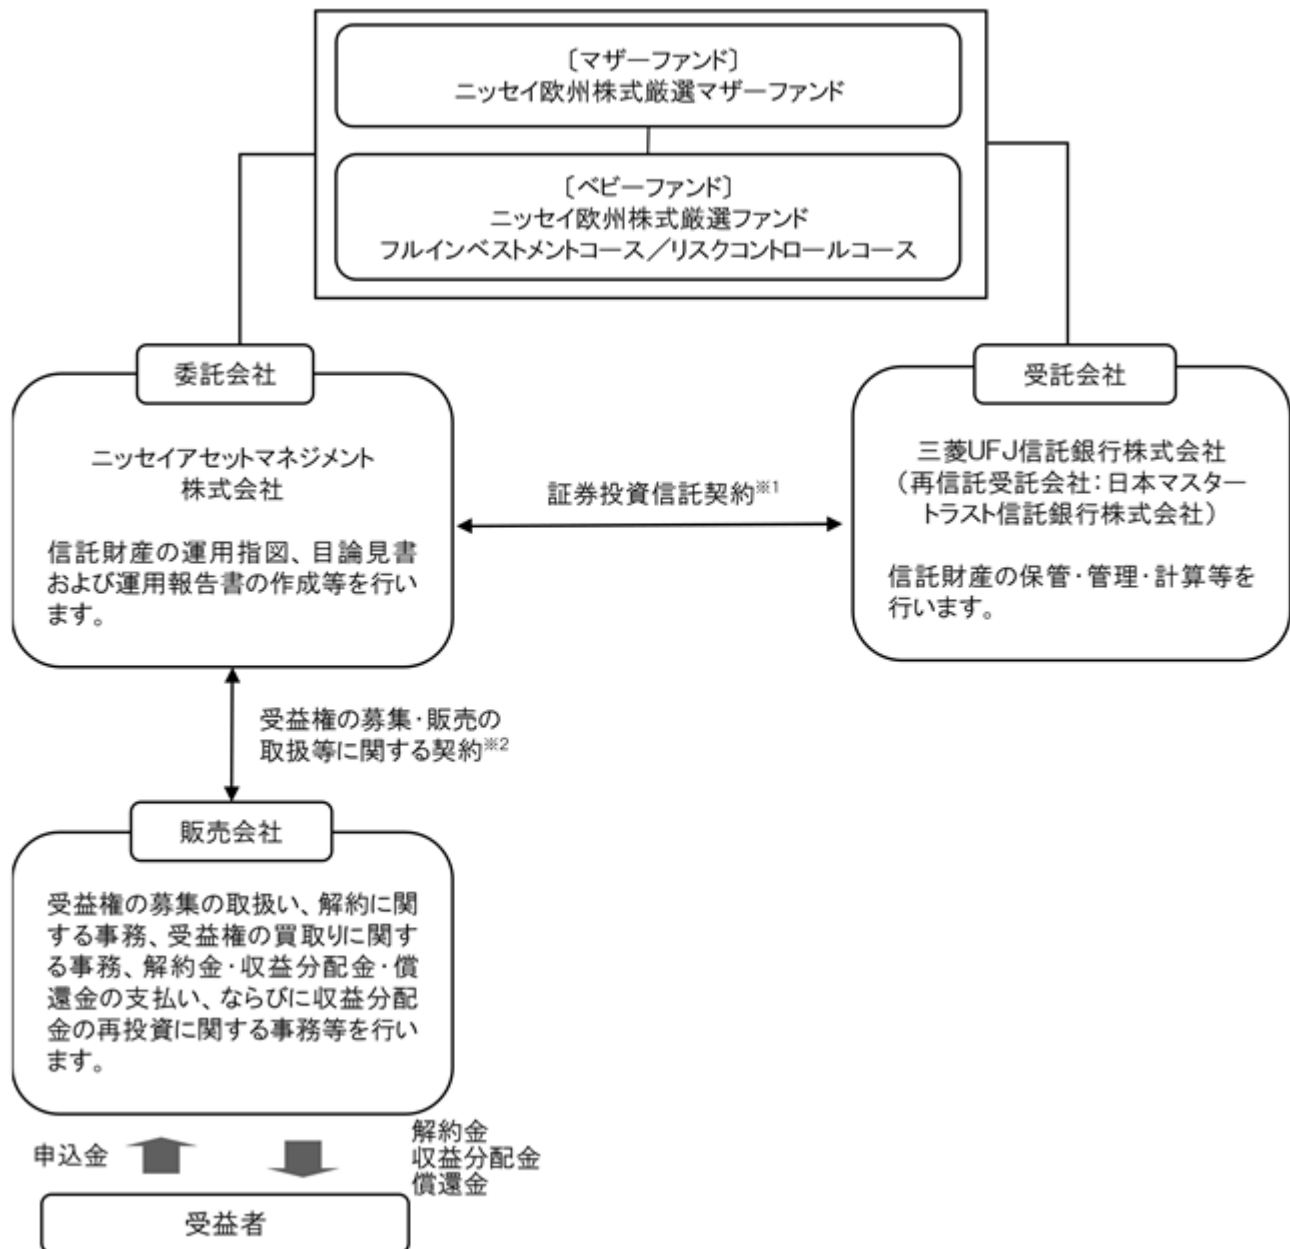 〔マザーファンド〕
ニッセイ欧州株式厳選マザーファンド
〔ベビーファンド〕
ニッセイ欧州株式厳選ファンド
フルインベストメントコース／リスクコントロールコース
委託会社
ニッセイアセットマネジメント
株式会社
信託財産の運用指図、目論見書
および運用報告書の作成等を行い
ます。
証券投資信託契約※1
受託会社
三菱UFJ信託銀行株式会社
（再信託受託会社：日本マスター
トラスト信託銀行株式会社）
信託財産の保管・管理・計算等を
行います。
受益権の募集・販売の
取扱等に関する契約※2
販売会社
受益権の募集の取扱い、解約に関
する事務、受益権の買取りに関す
る事務、解約金・収益分配金・償
還金の支払い、ならびに収益分配
金の再投資に関する事務等を行い
ます。
申込金
解約金
収益分配金
償還金
受益者